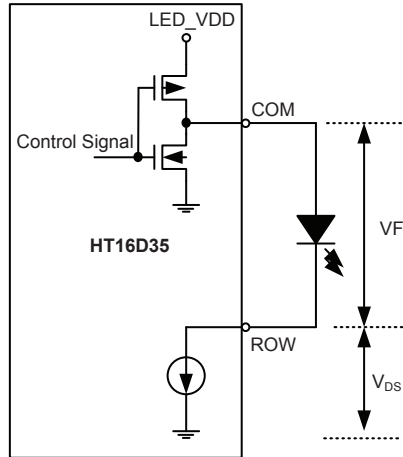 LED_VDD
COM
Control Signal
VF
HT16D35
ROW
VDS